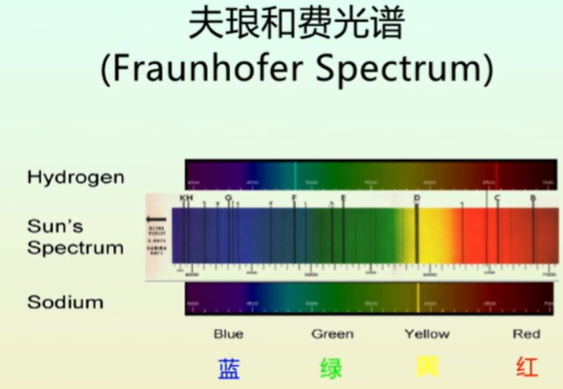 夫琅和费光谱
(Fraunhofer Spectrum)
Hydrogen
KH G F E D C B
Sun's
Spectrum
Sodium
Blue Green Yellow Red
蓝 绿 黄 红